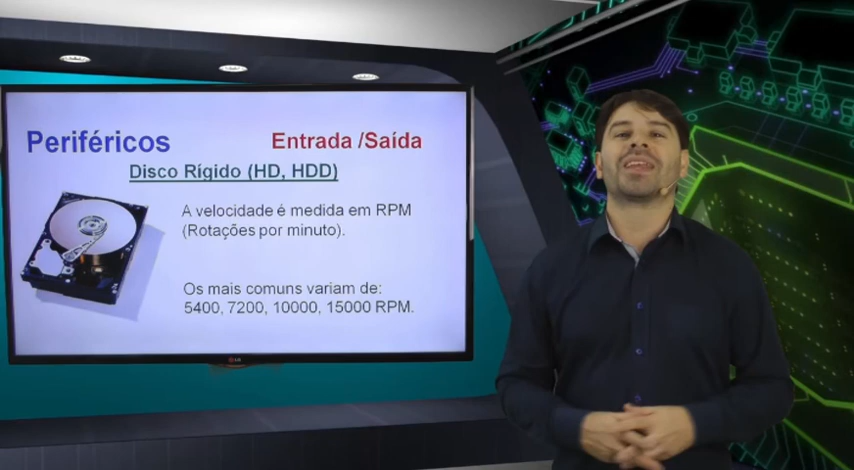 Periféricos
Entrada /Saída
Disco Rígido (HD, HDD)
A velocidade é medida em RPM
(Rotações por minuto).
Os mais comuns variam de:
5400, 7200, 10000, 15000 RPM.
LG